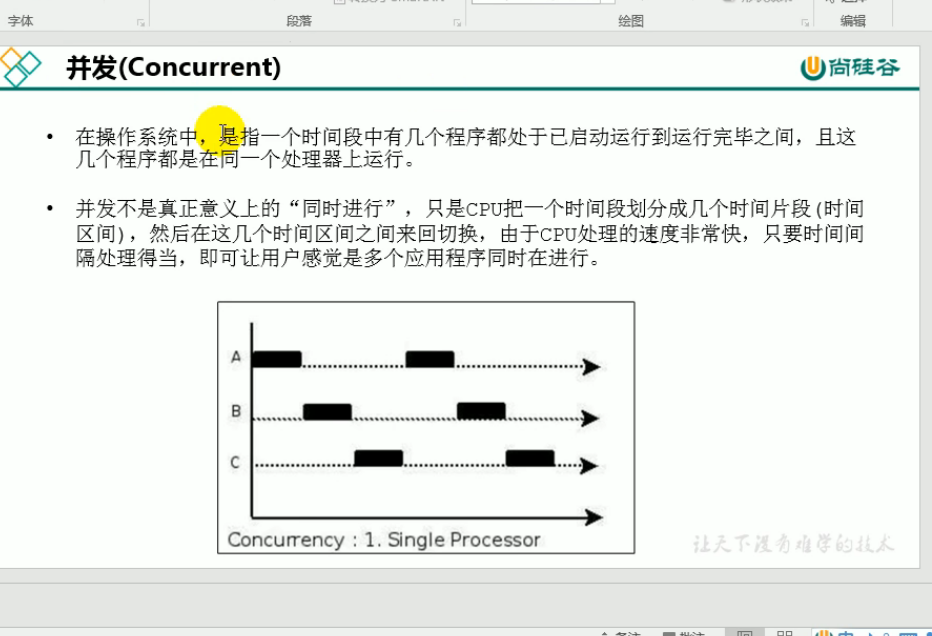 字体
段落
绘图
编辑
并发(Concurrent)
尚硅谷
• 在操作系统中，是指一个时间段中有几个程序都处于已启动运行到运行完毕之间，且这
几个程序都是在同一个处理器上运行。
• 并发不是真正意义上的“同时进行”，只是CPU把一个时间段划分成几个时间片段(时间
区间)，然后在这几个时间区间之间来回切换，由于CPU处理的速度非常快，只要时间间
隔处理得当，即可让用户感觉是多个应用程序同时在进行。
A
B
C
Concurrency : 1. Single Processor
让天下没有难学的技术